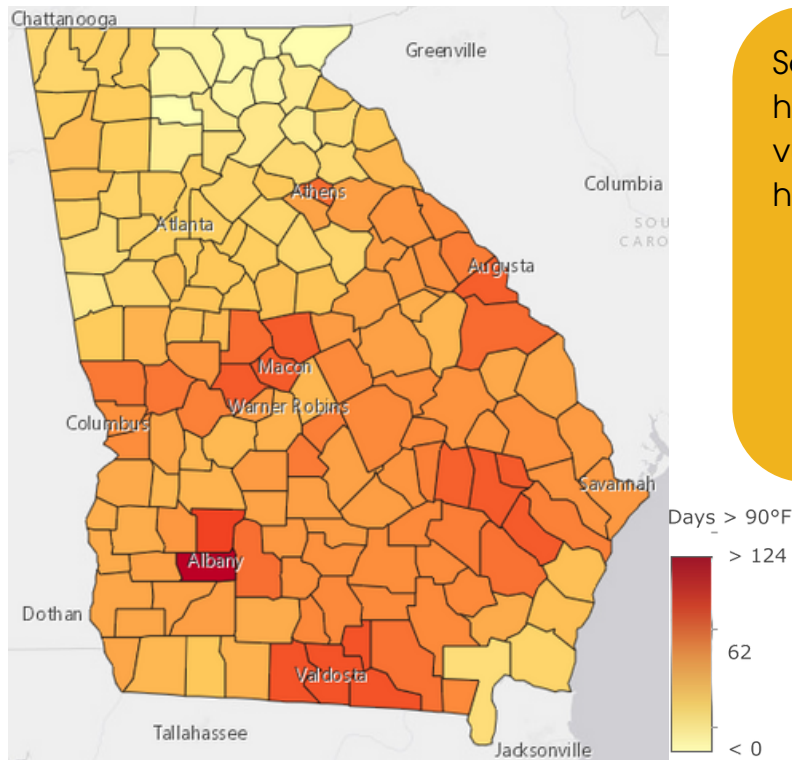 Chattanooga
Greenville
Columbia
Athens
SOU
CARO
Atlanta
Augusta
Macon
Warner Robins
Columbus
Savannah
Albany
Dothan
Valdosta
Tallahassee
Jacksonville
Days > 90°F
> 124
62
< 0